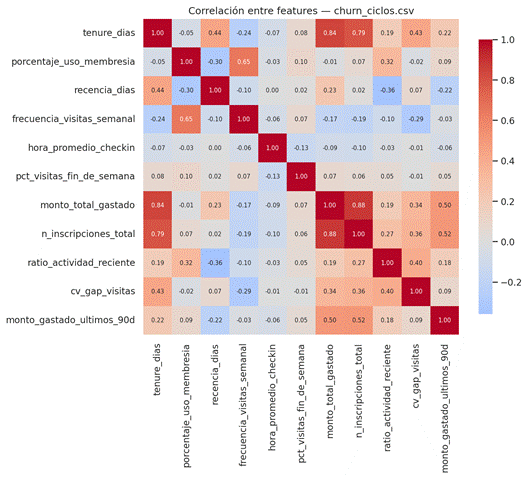 Correlación entre features — churn_ciclos.csv
tenure_dias 1.00 -0.05 0.44 -0.24 -0.07 0.08 0.84 0.79 0.19 0.43 0.22
porcentaje_uso_membresia -0.05 1.00 -0.30 0.65 -0.03 0.10 -0.01 0.07 0.32 -0.02 0.09
recencia_dias 0.44 -0.30 1.00 -0.10 0.00 0.02 0.23 0.02 -0.36 0.07 -0.22
frecuencia_visitas_semanal -0.24 0.65 -0.10 1.00 -0.06 0.07 -0.17 -0.19 -0.10 -0.29 -0.03
hora_promedio_checkin -0.07 -0.03 0.00 -0.06 1.00 -0.13 -0.09 -0.10 -0.03 -0.01 -0.06
pct_visitas_fin_de_semana 0.08 0.10 0.02 0.07 -0.13 1.00 0.07 0.06 0.05 -0.01 0.05
monto_total_gastado 0.84 -0.01 0.23 -0.17 -0.09 0.07 1.00 0.88 0.19 0.34 0.50
n_inscripciones_total 0.79 0.07 0.02 -0.19 -0.10 0.06 0.88 1.00 0.27 0.36 0.52
ratio_actividad_reciente 0.19 0.32 -0.36 -0.10 -0.03 0.05 0.19 0.27 1.00 0.40 0.18
cv_gap_visitas 0.43 -0.02 0.07 -0.29 -0.01 -0.01 0.34 0.36 0.40 1.00 0.09
monto_gastado_ultimos_90d 0.22 0.09 -0.22 -0.03 -0.06 0.05 0.50 0.52 0.18 0.09 1.00
tenure_dias
porcentaje_uso_membresia
recencia_dias
frecuencia_visitas_semanal
hora_promedio_checkin
pct_visitas_fin_de_semana
monto_total_gastado
n_inscripciones_total
ratio_actividad_reciente
cv_gap_visitas
monto_gastado_ultimos_90d
1.0
0.8
0.6
0.4
0.2
0.0
−0.2